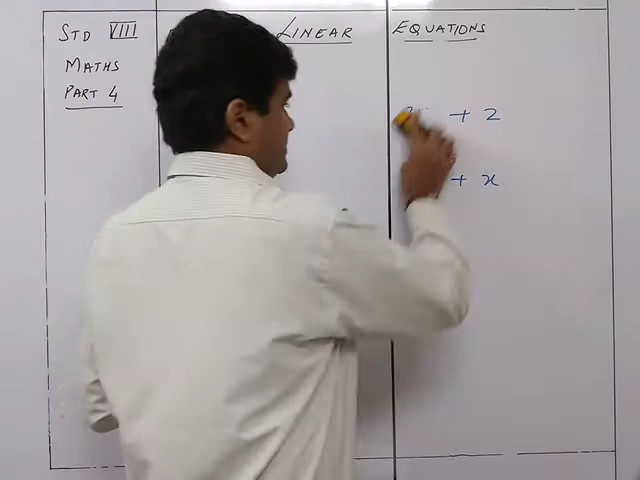 STD VIII
MATHS
PART 4
LINEAR EQUATIONS
+ 2
+ x